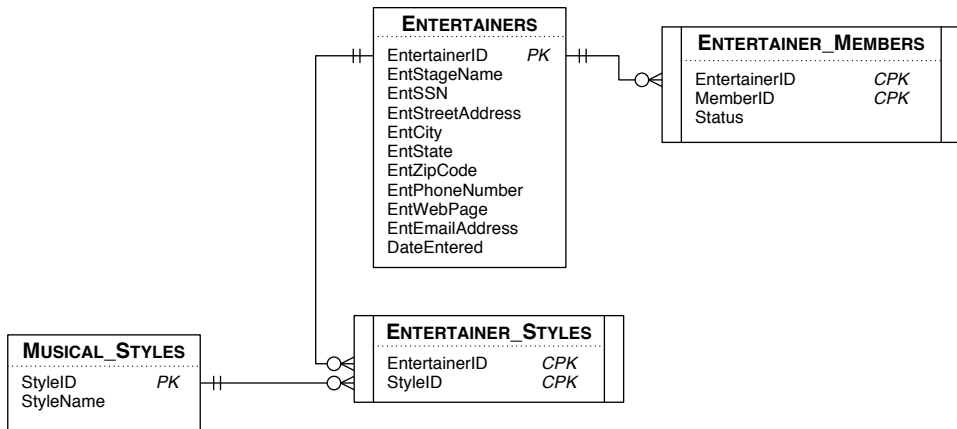 ENTERTAINERS
EntertainerID PK
EntStageName
EntSSN
EntStreetAddress
EntCity
EntState
EntZipCode
EntPhoneNumber
EntWebPage
EntEmailAddress
DateEntered
ENTERTAINER_MEMBERS
EntertainerID CPK
MemberID CPK
Status
MUSICAL_STYLES
StyleID PK
StyleName
ENTERTAINER_STYLES
EntertainerID CPK
StyleID CPK